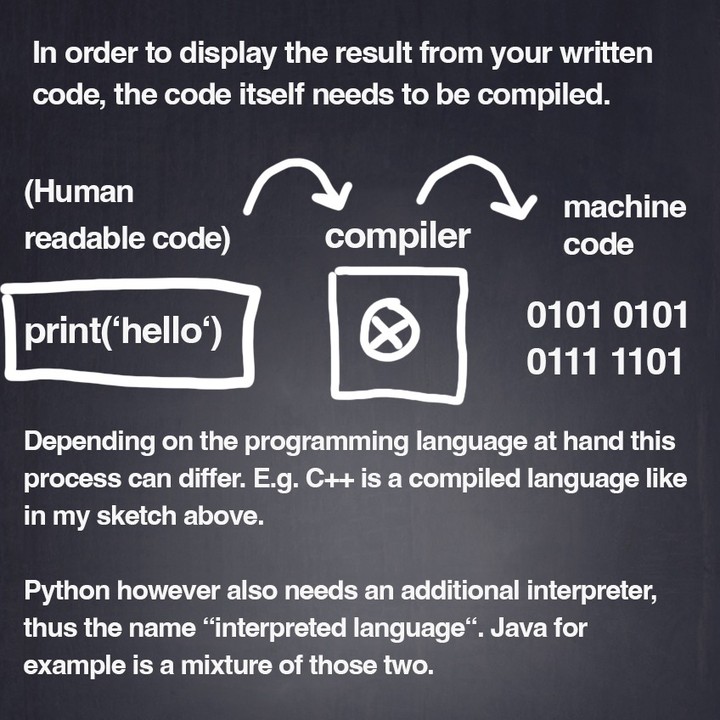 In order to display the result from your written
code, the code itself needs to be compiled.
(Human
readable code)
compiler
machine
code
print(‘hello‘)
0101 0101
0111 1101
Depending on the programming language at hand this
process can differ. E.g. C++ is a compiled language like
in my sketch above.
Python however also needs an additional interpreter,
thus the name “interpreted language“. Java for
example is a mixture of those two.